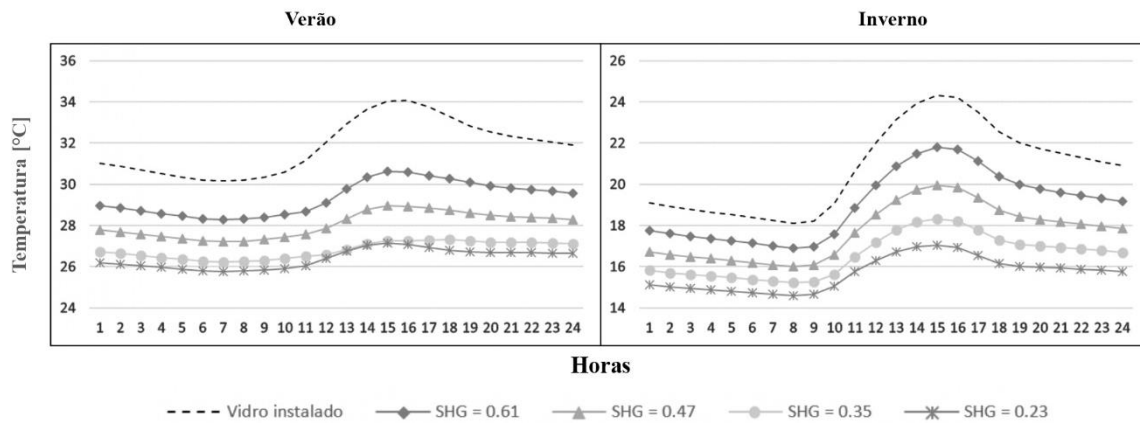 Verão
Inverno
Temperatura [°C]
36
34
32
30
28
26
24
1 2 3 4 5 6 7 8 9 10 11 12 13 14 15 16 17 18 19 20 21 22 23 24
26
24
22
20
18
16
14
1 2 3 4 5 6 7 8 9 10 11 12 13 14 15 16 17 18 19 20 21 22 23 24
Horas
Vidro instalado SHG = 0.61 SHG = 0.47 SHG = 0.35 SHG = 0.23